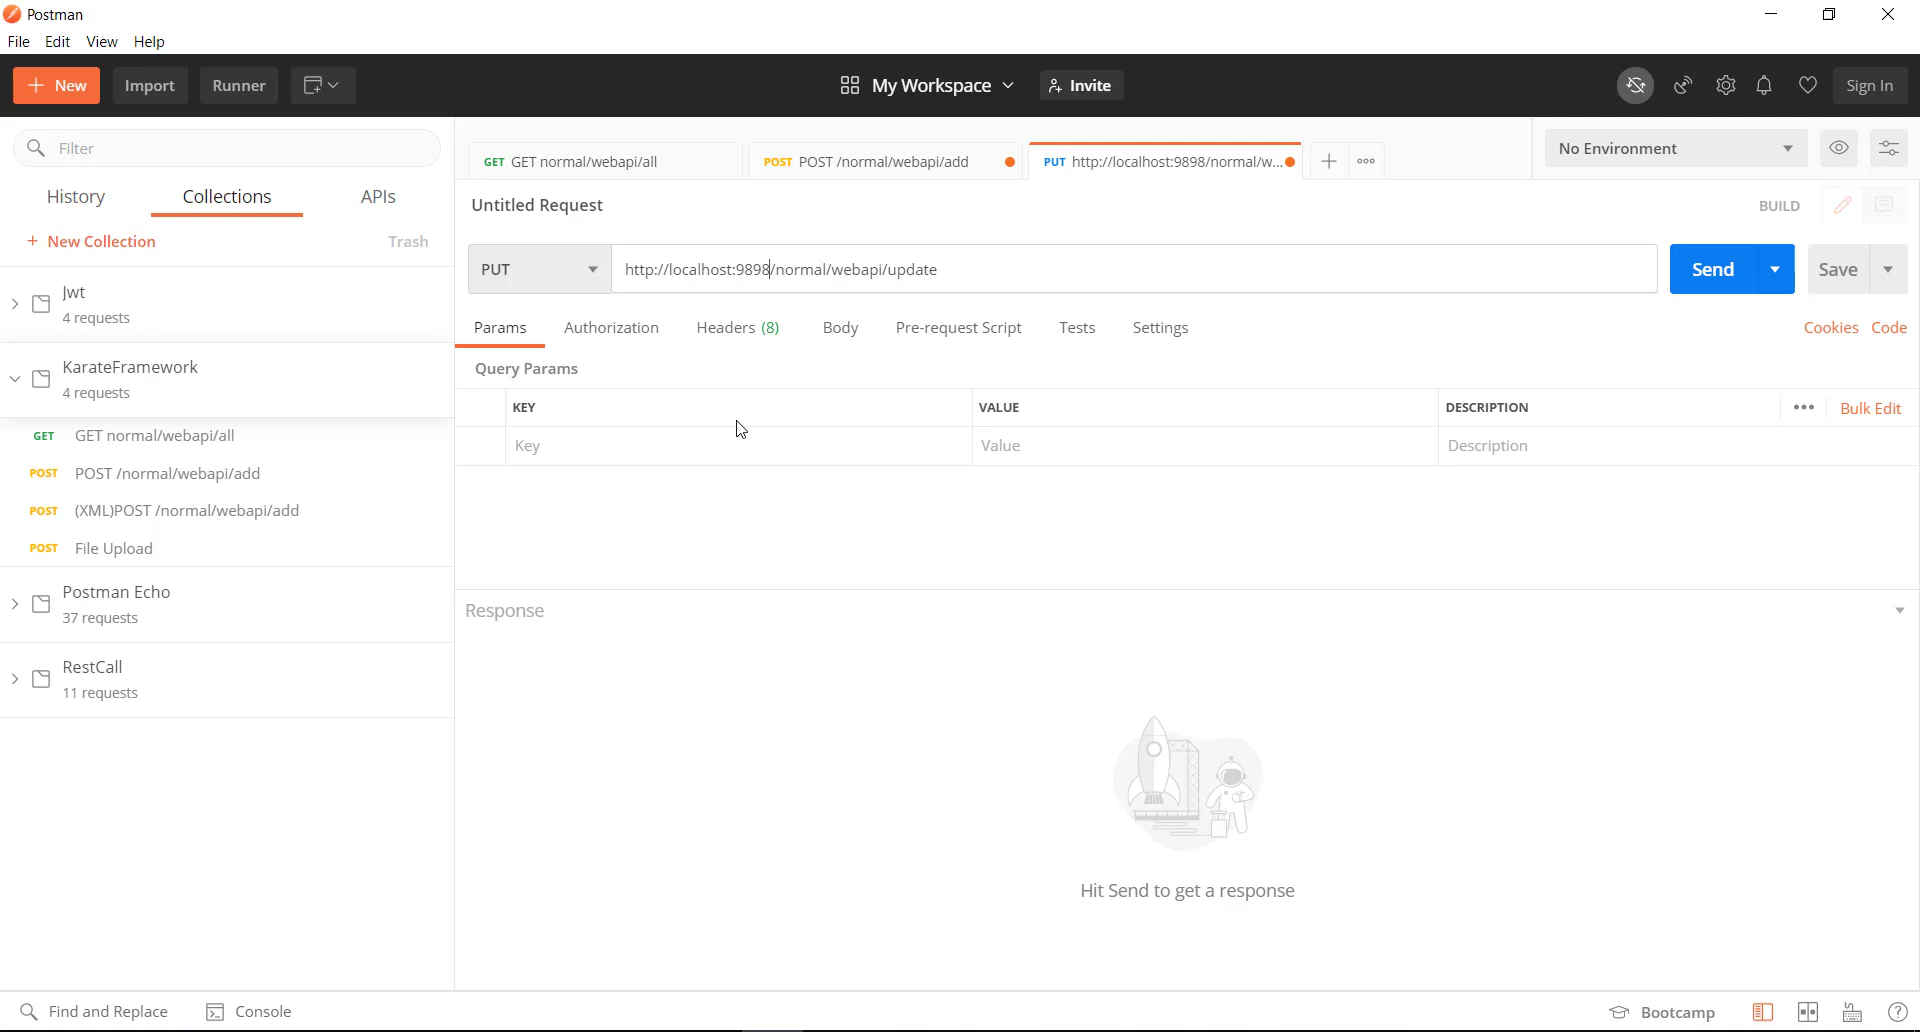 Postman
File Edit View Help
New Import Runner My Workspace Invite Sign In
Filter
History Collections APIs
+ New Collection Trash
Jwt
4 requests
KarateFramework
4 requests
GET GET normal/webapi/all
POST POST /normal/webapi/add
POST (XML)POST /normal/webapi/add
POST File Upload
Postman Echo
37 requests
RestCall
11 requests
GET GET normal/webapi/all POST POST /normal/webapi/add PUT http://localhost:9898/normal/w... No Environment
Untitled Request BUILD
PUT http://localhost:9898/normal/webapi/update Send Save
Params Authorization Headers (8) Body Pre-request Script Tests Settings Cookies Code
Query Params
KEY VALUE DESCRIPTION Bulk Edit
Key Value Description
Response
Hit Send to get a response
Find and Replace Console Bootcamp